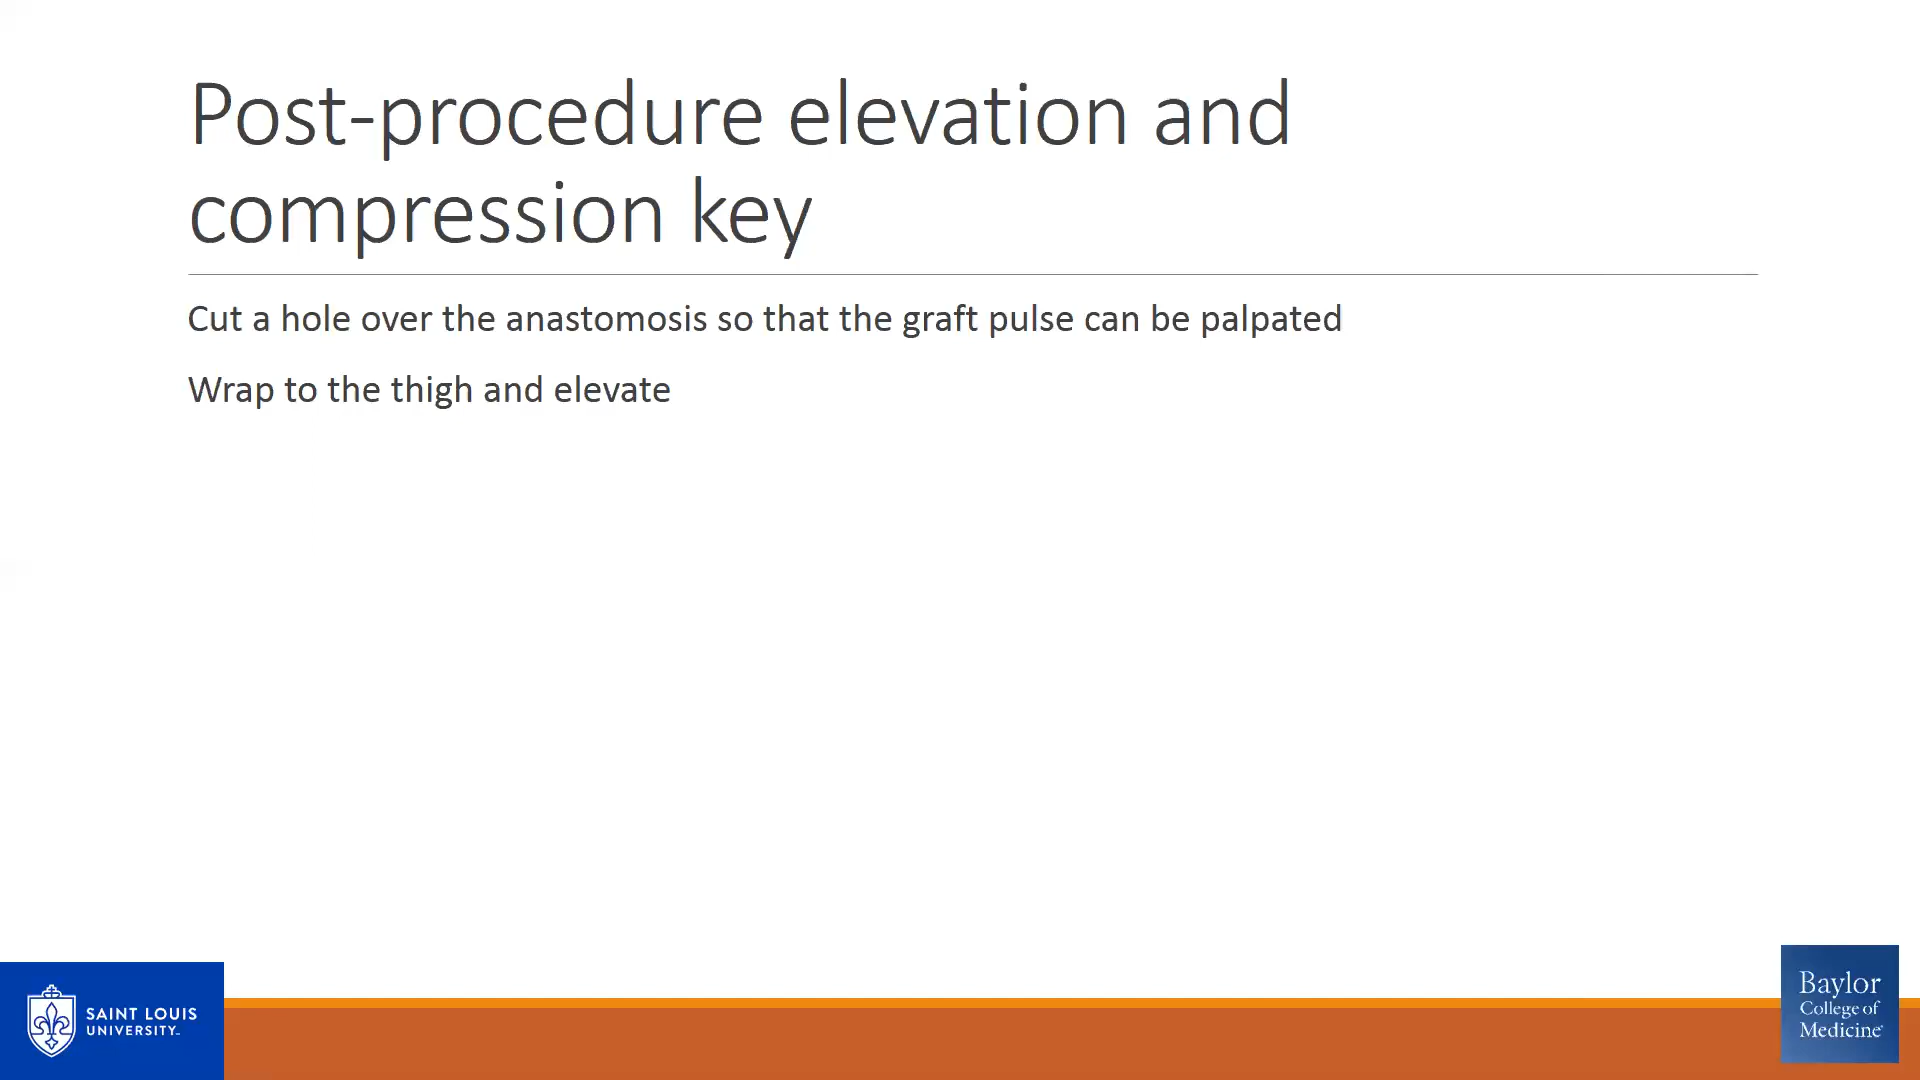 Post-procedure elevation and
compression key
Cut a hole over the anastomosis so that the graft pulse can be palpated
Wrap to the thigh and elevate
SAINT LOUIS
UNIVERSITY™
Baylor
College of
Medicine®